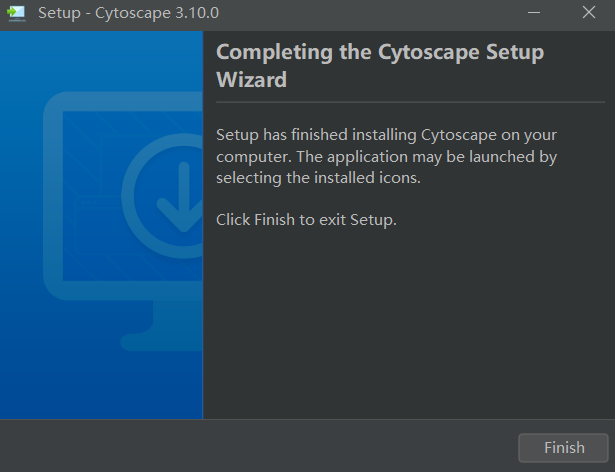 Setup - Cytoscape 3.10.0
Completing the Cytoscape Setup
Wizard
Setup has finished installing Cytoscape on your
computer. The application may be launched by
selecting the installed icons.
Click Finish to exit Setup.
Finish